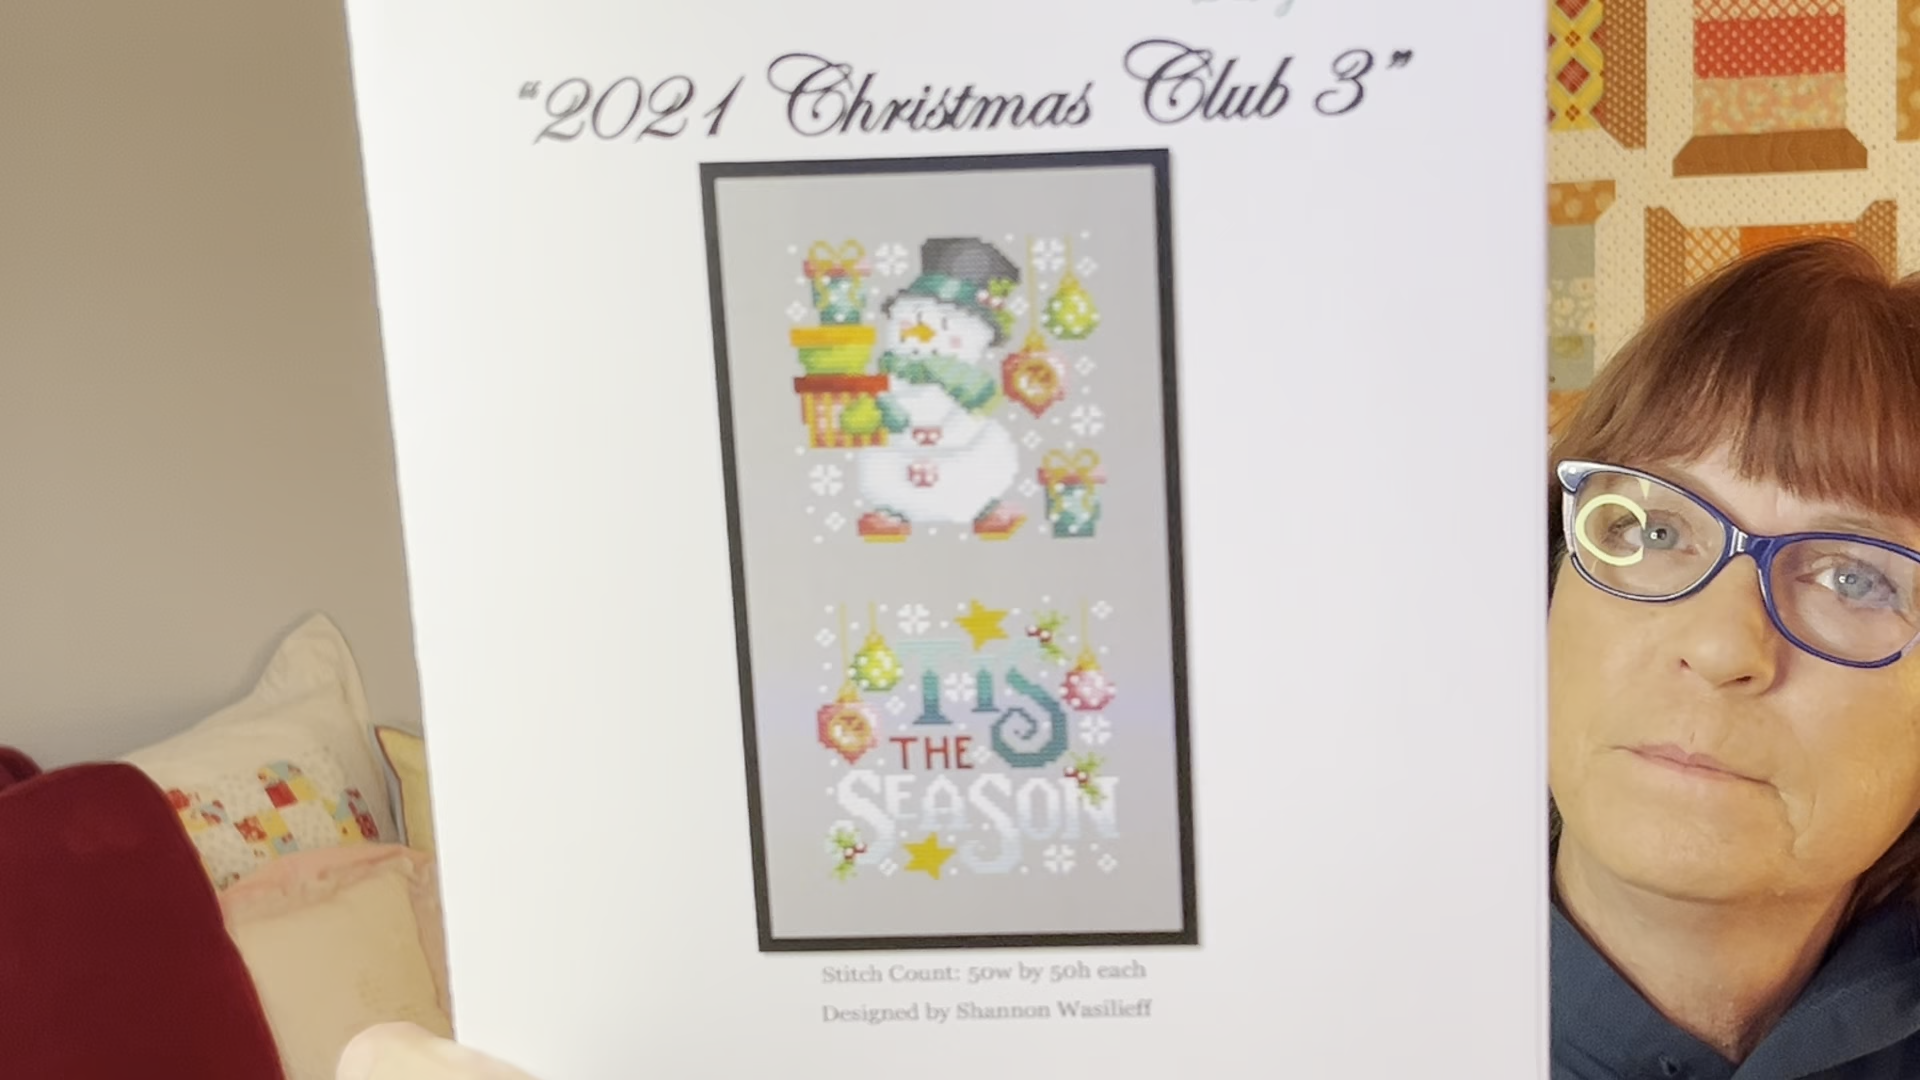 “2021 Christmas Club 3”
'TIS
THE
SEASON
Stitch Count: 50w by 50h each
Designed by Shannon Wasilieff